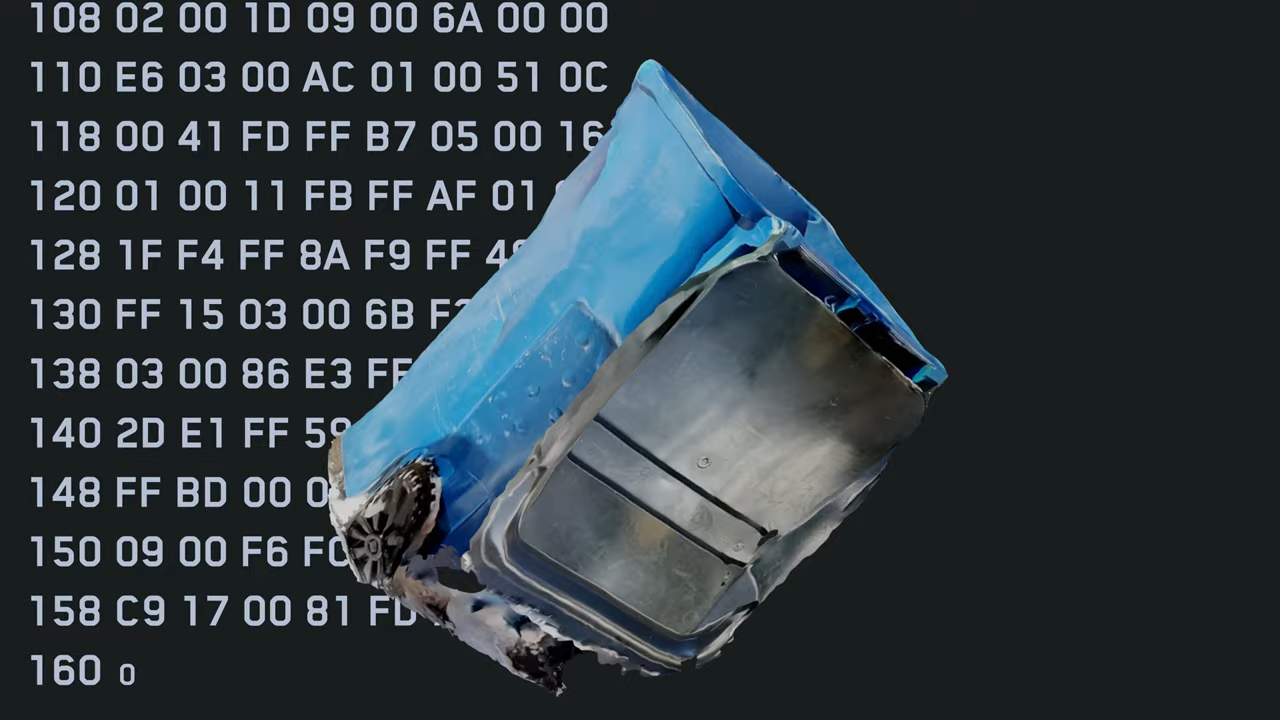 108 02 00 1D 09 00 6A 00 00
110 E6 03 00 AC 01 00 51 0C
118 00 41 FD FF B7 05 00 16
120 01 00 11 FB FF AF 01
128 1F F4 FF 8A F9 FF
130 FF 15 03 00 6B
138 03 00 86 E3
140 2D E1 FF 59
148 FF BD 00
150 09 00 F6
158 C9 17 00 81 FD
160 0